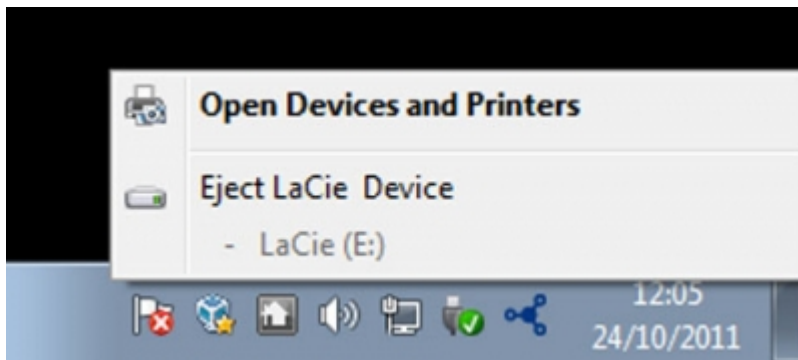 Open Devices and Printers
Eject LaCie Device
- LaCie (E:)
12:05
24/10/2011